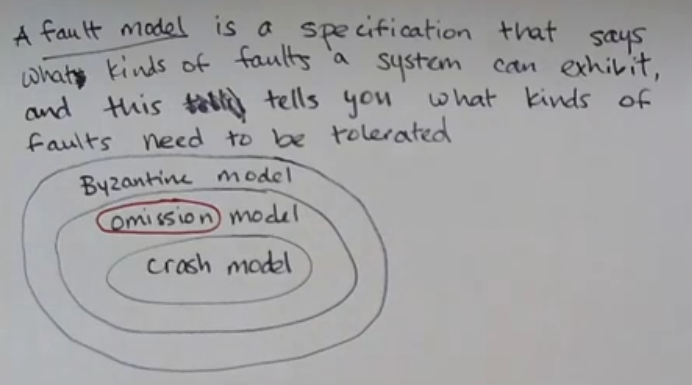 A fault model is a specification that says
what kinds of faults a system can exhibit,
and this tells you what kinds of
faults need to be tolerated
Byzantine model
omission model
crash model